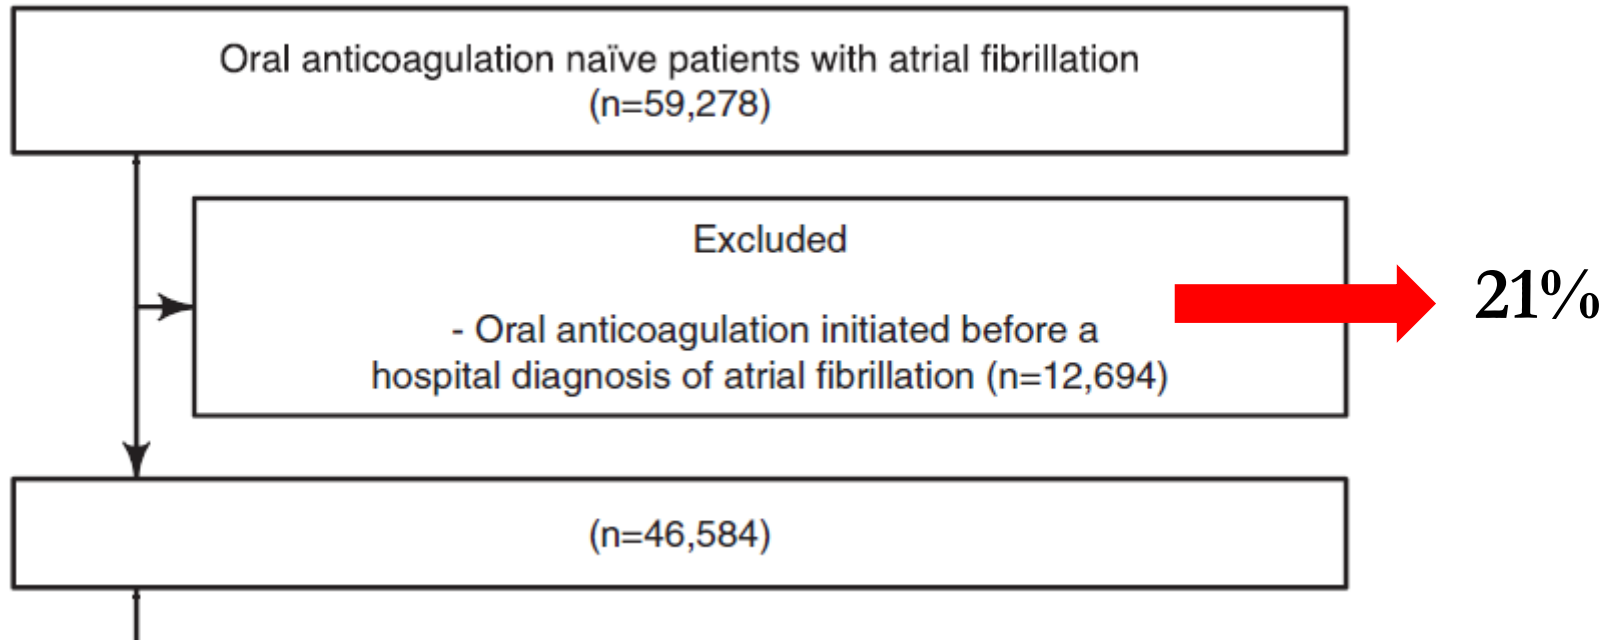 Oral anticoagulation naïve patients with atrial fibrillation
(n=59,278)
Excluded
- Oral anticoagulation initiated before a
hospital diagnosis of atrial fibrillation (n=12,694)
21%
(n=46,584)